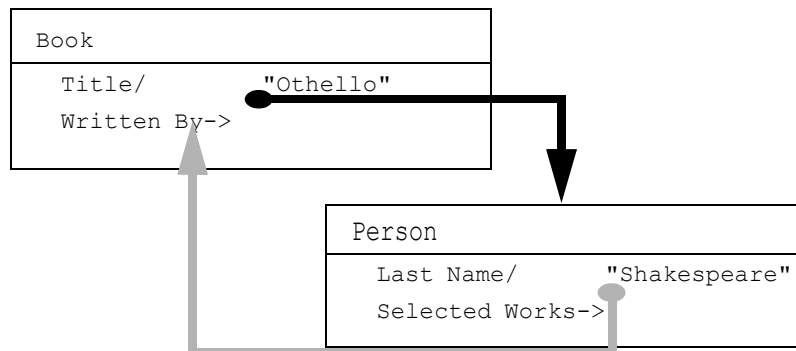 Book
Title/ "Othello"
Written By->
Person
Last Name/ "Shakespeare"
Selected Works->